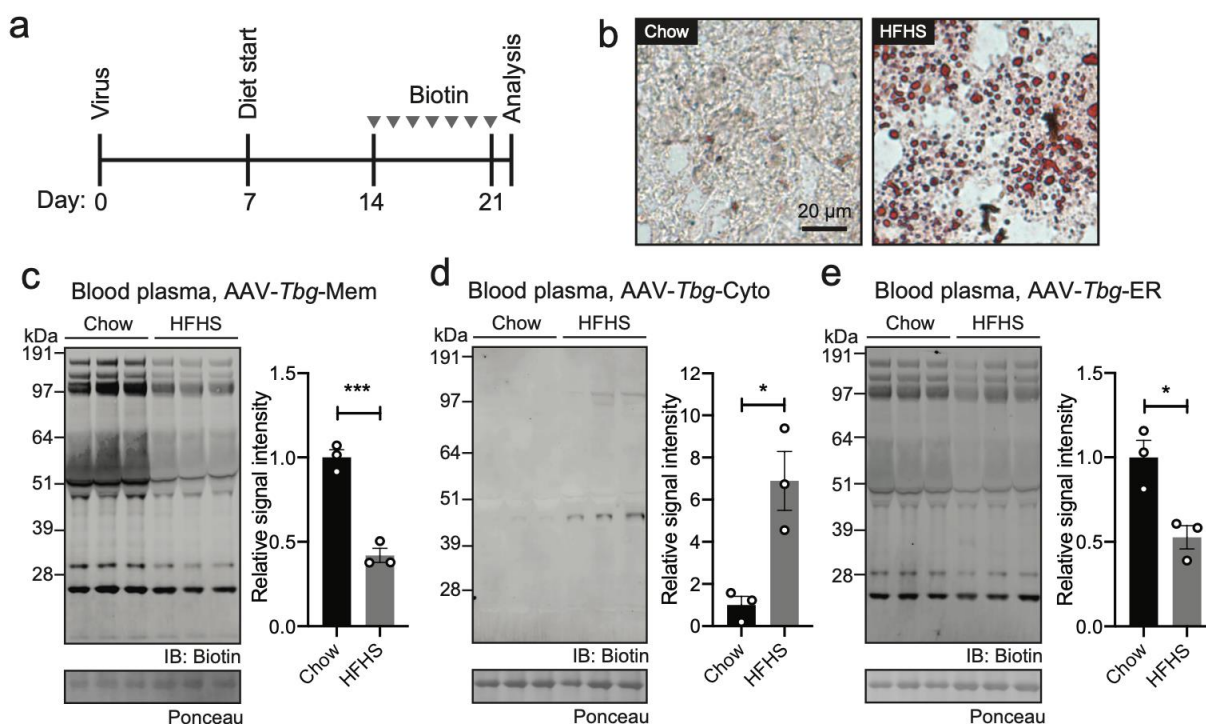 a
Virus
Diet start
Biotin
Analysis
Day: 0 7 14 21
b
Chow
20 µm
HFHS
c Blood plasma, AAV-Tbg-Mem
kDa Chow HFHS
191
97
64
51
39
28
IB: Biotin
Ponceau
Relative signal intensity
1.5
1.0
0.5
0.0
***
Chow
HFHS
d Blood plasma, AAV-Tbg-Cyto
kDa Chow HFHS
191
97
64
51
39
28
IB: Biotin
Ponceau
Relative signal intensity
12
10
8
6
4
2
0
*
Chow
HFHS
e Blood plasma, AAV-Tbg-ER
kDa Chow HFHS
191
97
64
51
39
28
IB: Biotin
Ponceau
Relative signal intensity
1.5
1.0
0.5
0.0
*
Chow
HFHS